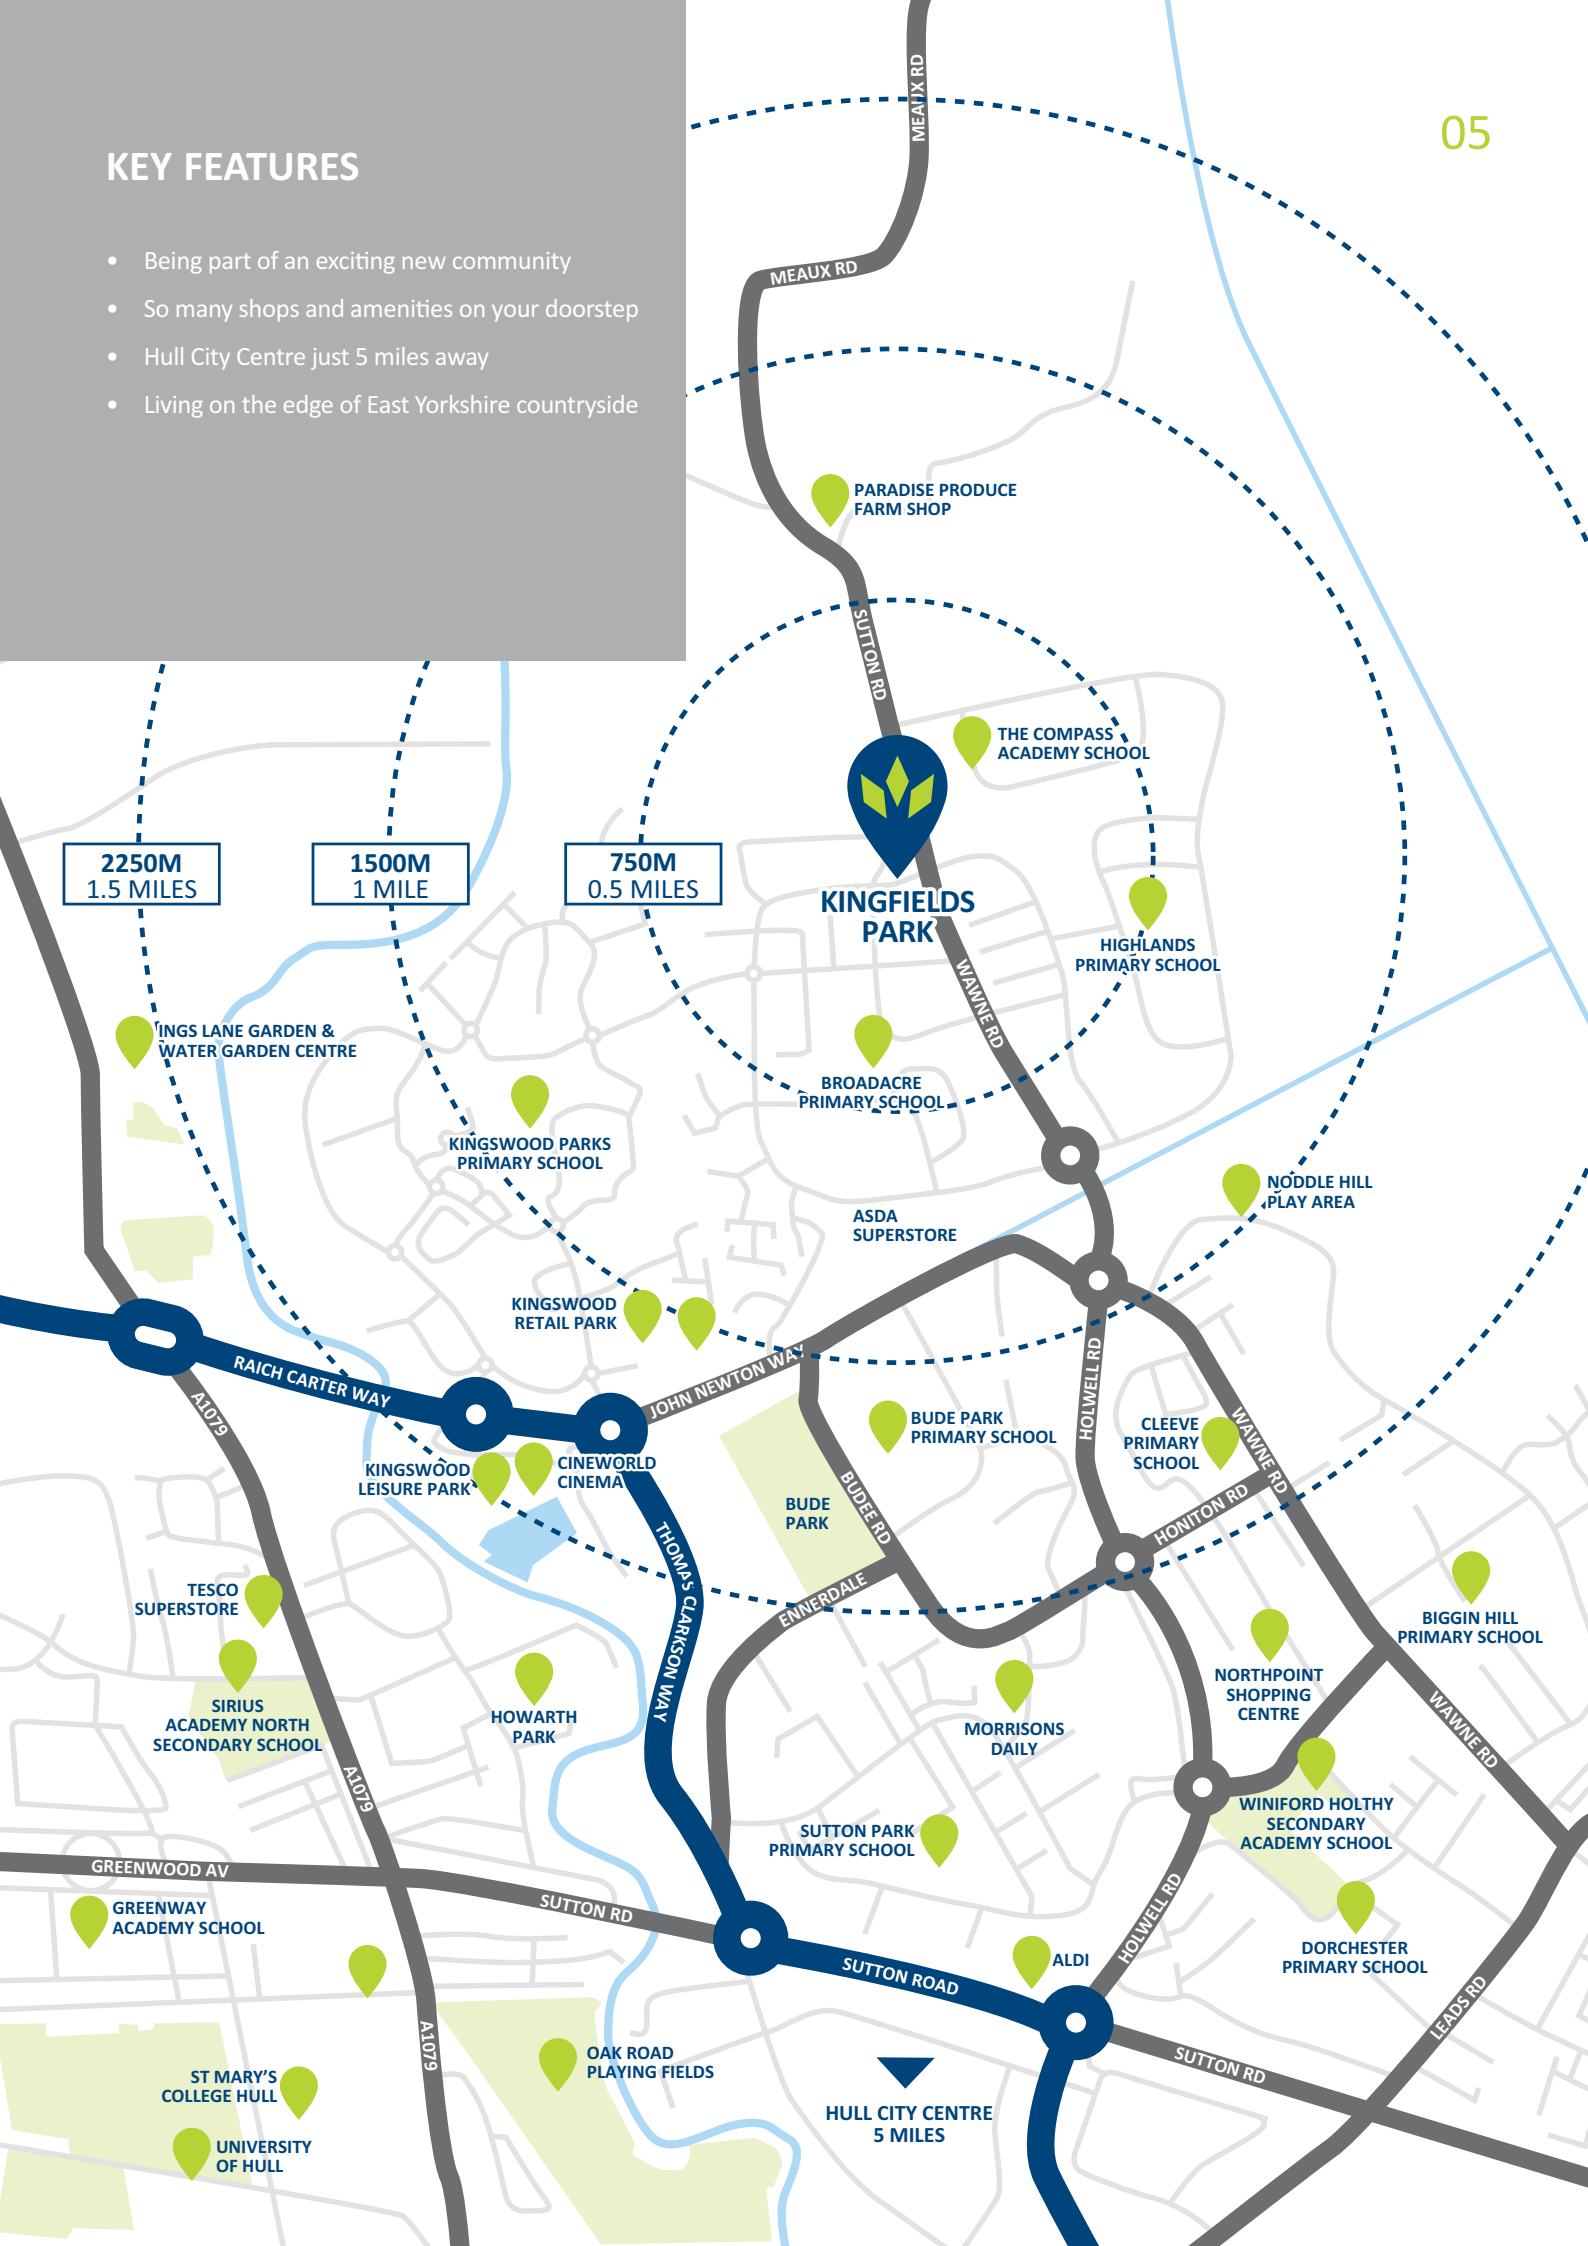 05
KEY FEATURES
• Being part of an exciting new community
• So many shops and amenities on your doorstep
• Hull City Centre just 5 miles away
• Living on the edge of East Yorkshire countryside
MEAUX RD
MEAUX RD
PARADISE PRODUCE
FARM SHOP
SUTTON RD
THE COMPASS
ACADEMY SCHOOL
2250M
1.5 MILES
1500M
1 MILE
750M
0.5 MILES
KINGFIELDS
PARK
HIGHLANDS
PRIMARY SCHOOL
WAWNE RD
INGS LANE GARDEN &
WATER GARDEN CENTRE
BROADACRE
PRIMARY SCHOOL
KINGSWOOD PARKS
PRIMARY SCHOOL
NODDLE HILL
PLAY AREA
ASDA
SUPERSTORE
KINGSWOOD
RETAIL PARK
RAICH CARTER WAY
JOHN NEWTON WAY
HOLWELL RD
A1079
BUDE PARK
PRIMARY SCHOOL
CLEEVE
PRIMARY
SCHOOL
WAWNE RD
KINGSWOOD
LEISURE PARK
CINEWORLD
CINEMA
BUDE
PARK
BUDEE RD
HONITON RD
THOMAS CLARKSON WAY
ENNERDALE
TESCO
SUPERSTORE
BIGGIN HILL
PRIMARY SCHOOL
SIRIUS
ACADEMY NORTH
SECONDARY SCHOOL
HOWARTH
PARK
NORTHPOINT
SHOPPING
CENTRE
MORRISONS
DAILY
WAWNE RD
A1079
WINIFORD HOLTHY
SECONDARY
ACADEMY SCHOOL
SUTTON PARK
PRIMARY SCHOOL
GREENWOOD AV
SUTTON RD
GREENWAY
ACADEMY SCHOOL
HOLWELL RD
DORCHESTER
PRIMARY SCHOOL
ALDI
SUTTON ROAD
LEADS RD
A1079
OAK ROAD
PLAYING FIELDS
SUTTON RD
ST MARY'S
COLLEGE HULL
HULL CITY CENTRE
5 MILES
UNIVERSITY
OF HULL